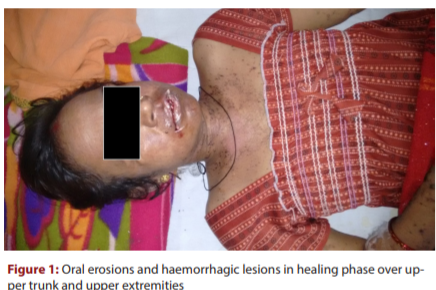 Figure 1: Oral erosions and haemorrhagic lesions in healing phase over up-
per trunk and upper extremities